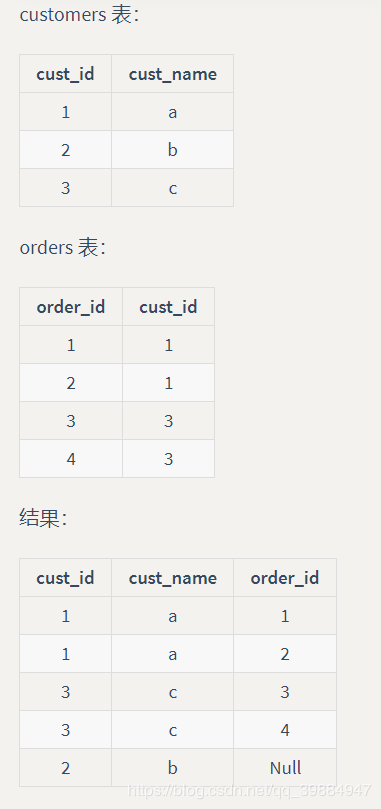 customers 表：
cust_id cust_name
1 a
2 b
3 c
orders 表：
order_id cust_id
1 1
2 1
3 3
4 3
结果：
cust_id cust_name order_id
1 a 1
1 a 2
3 c 3
3 c 4
2 b Null
https://blog.csdn.net/qq_39884947